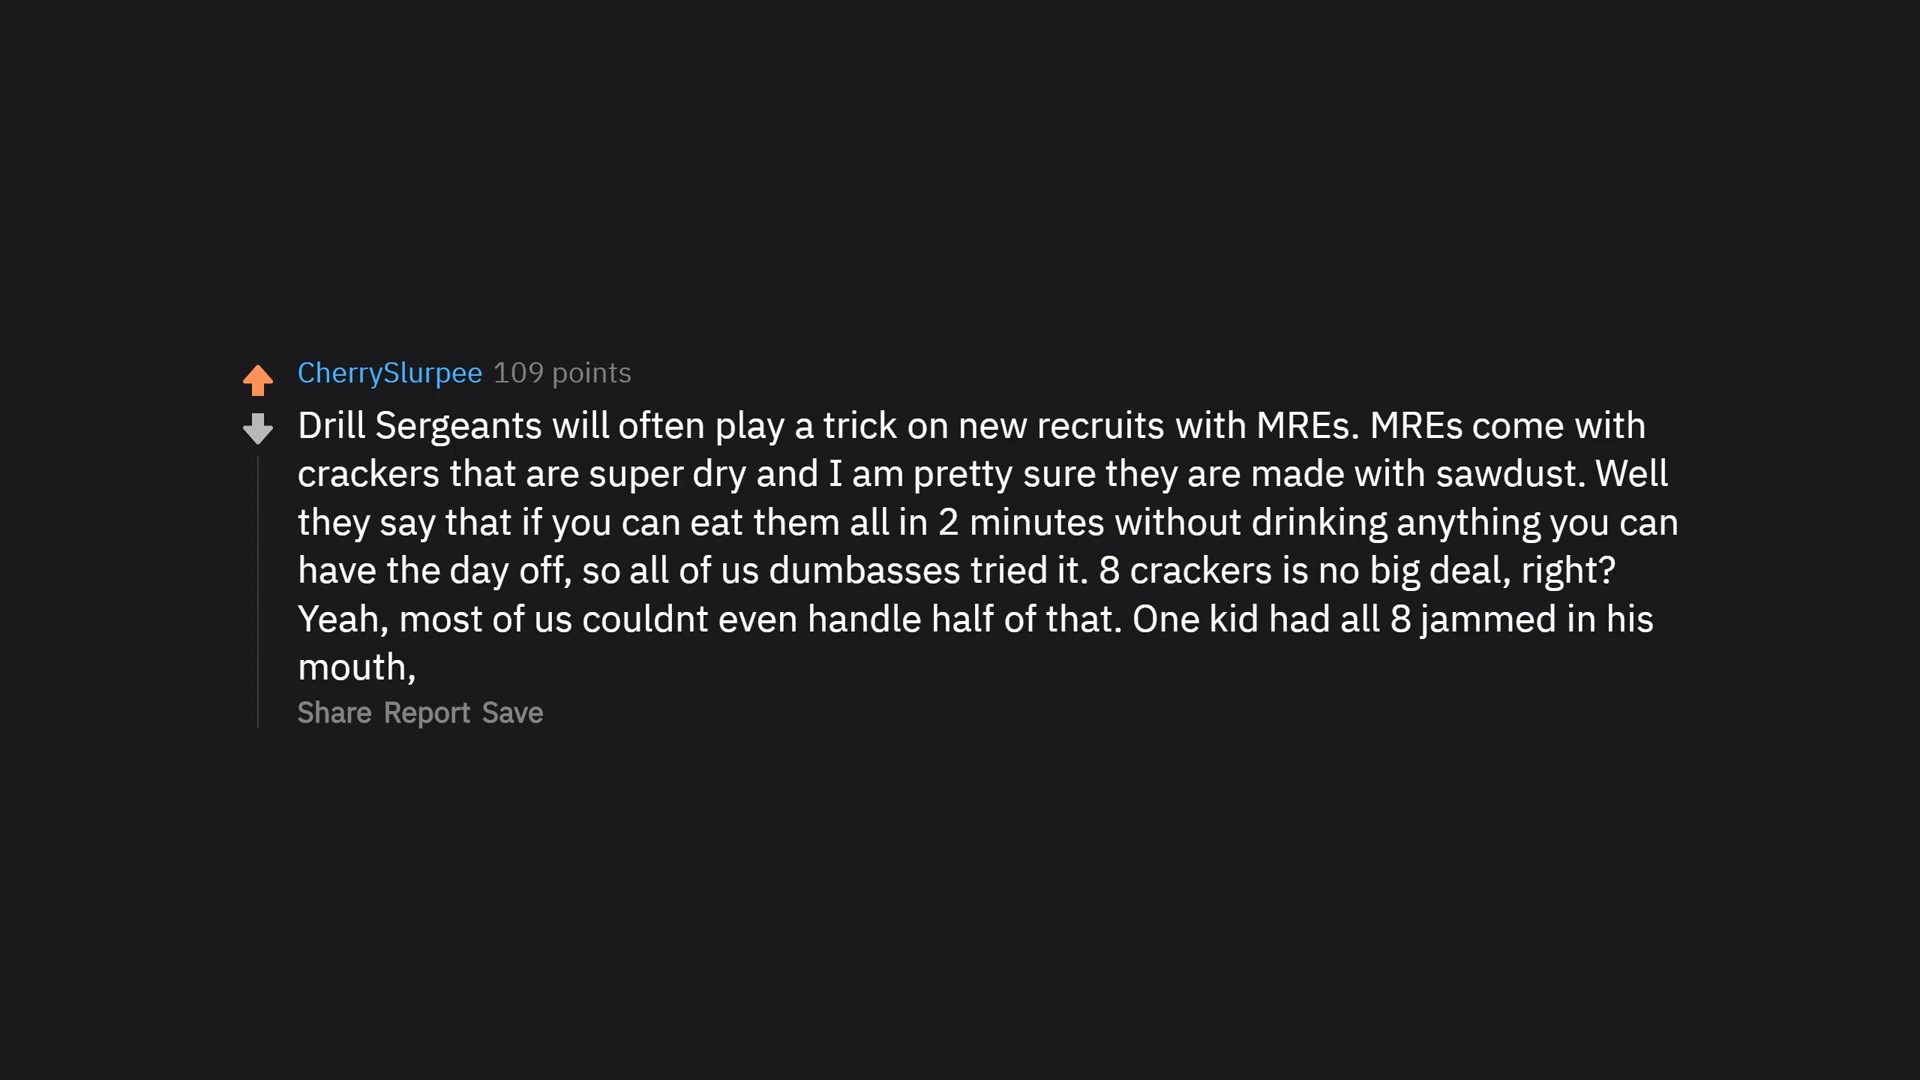 CherrySlurpee 109 points
Drill Sergeants will often play a trick on new recruits with MREs. MREs come with
crackers that are super dry and I am pretty sure they are made with sawdust. Well
they say that if you can eat them all in 2 minutes without drinking anything you can
have the day off, so all of us dumbasses tried it. 8 crackers is no big deal, right?
Yeah, most of us couldnt even handle half of that. One kid had all 8 jammed in his
mouth,
Share Report Save